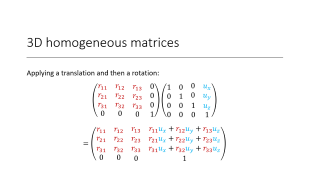 3D homogeneous matrices
Applying a translation and then a rotation:
r11 r12 r13 0 1 0 0 ux
r21 r22 r23 0 0 1 0 uy
r31 r32 r33 0 0 0 1 uz
0 0 0 1 0 0 0 1
r11 r12 r13 r11ux + r12uy + r13uz
= r21 r22 r23 r21ux + r22uy + r23uz
r31 r32 r33 r31ux + r32uy + r33uz
0 0 0 1